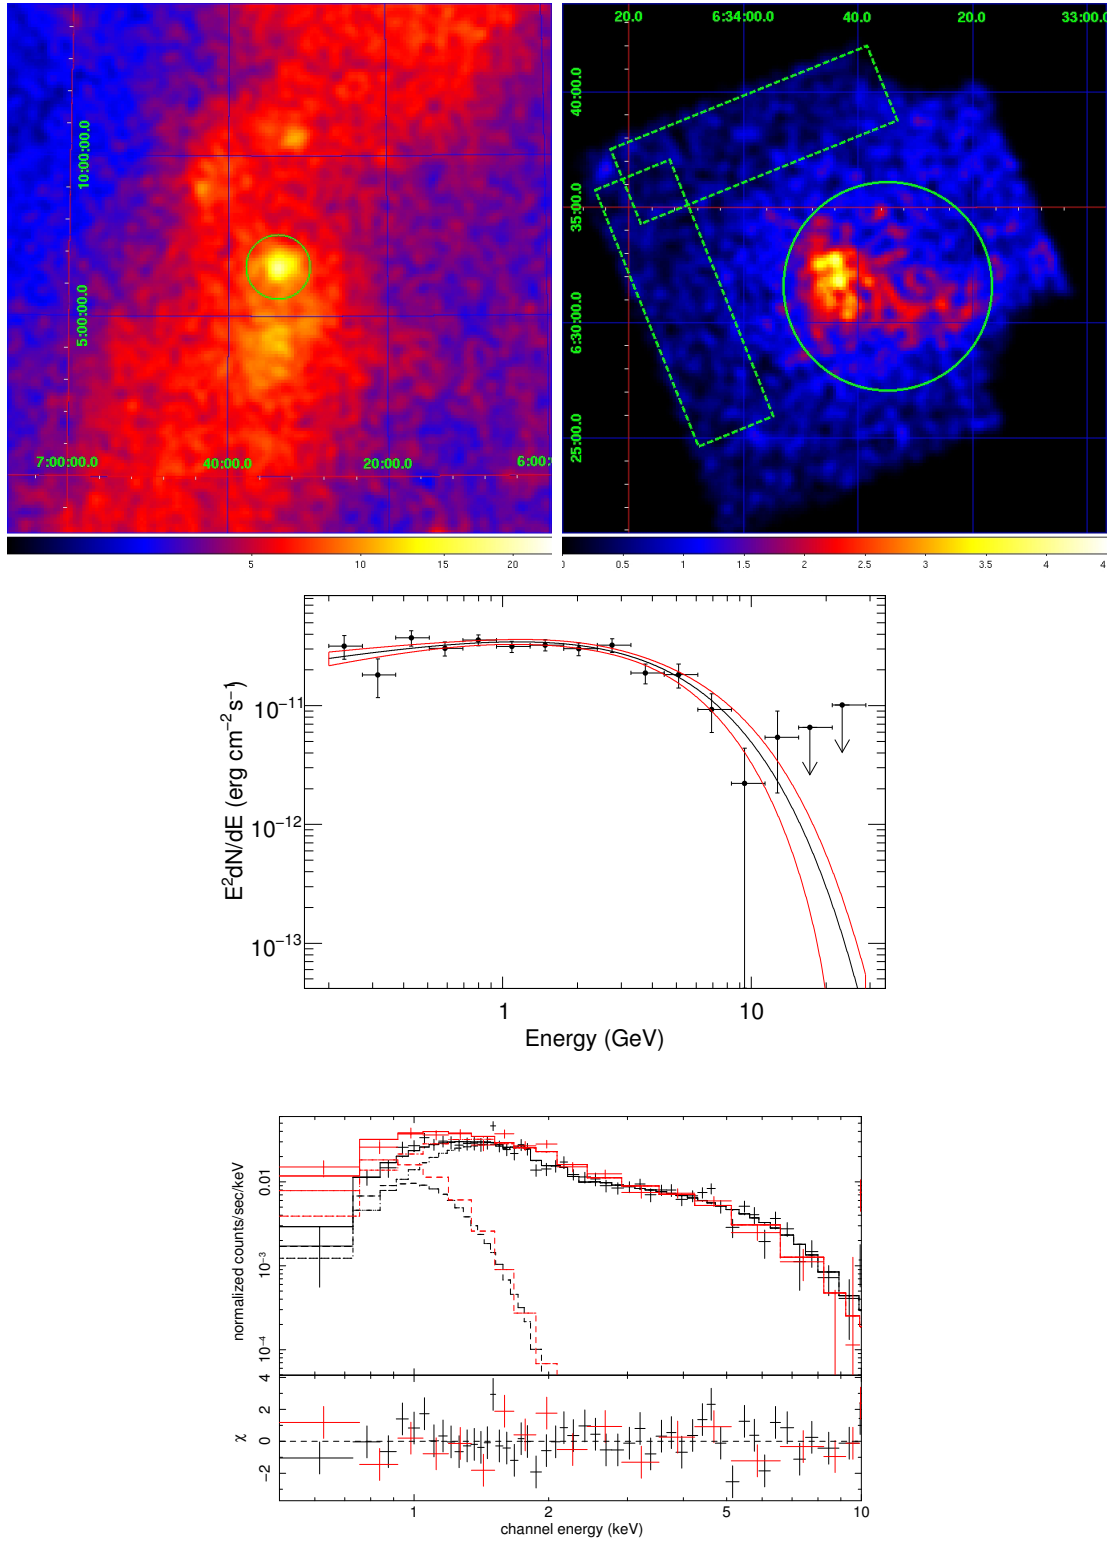 20.0 6:34:00.0 40.0 20.0 33:00.0
10:00:00.0
5:00:00.0
7:00:00.0 40:00.0 20:00.0 6:00:
40:00.0
35:00.0
6:30:00.0
25:00.0
5 10 15 20
0.5 1 1.5 2 2.5 3 3.5 4 4
E²dN/dE (erg cm⁻²s⁻¹)
10⁻¹¹
10⁻¹²
10⁻¹³
1 10
Energy (GeV)
normalized counts/sec/keV
0.01
10⁻³
10⁻⁴
χ
4
2
0
−2
1 2 5 10
channel energy (keV)